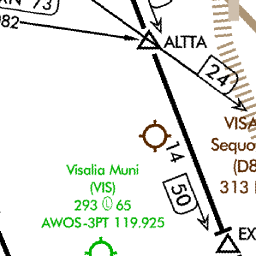 73
982
ALTTA
24
VISA
Sequo
(D8
313
14
50
Visalia Muni
(VIS)
293 Ⓛ 65
AWOS-3PT 119.925
EX